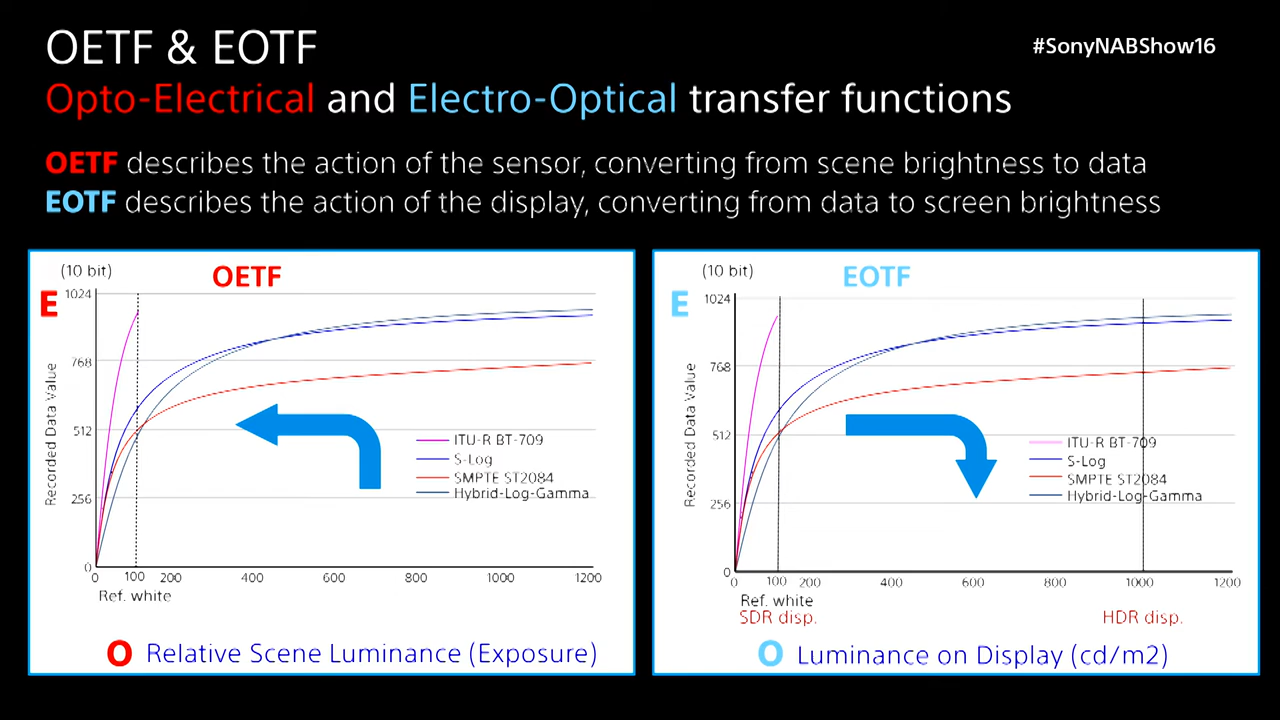 OETF & EOTF
#SonyNABShow16
Opto-Electrical and Electro-Optical transfer functions
OETF describes the action of the sensor, converting from scene brightness to data
EOTF describes the action of the display, converting from data to screen brightness
(10 bit)
OETF
E
1024
768
512
256
0
Recorded Data Value
ITU-R BT-709
S-Log
SMPTE ST2084
Hybrid-Log-Gamma
0 100 200 400 600 800 1000 1200
Ref. white
O Relative Scene Luminance (Exposure)
(10 bit)
EOTF
E
1024
768
512
256
0
Recorded Data Value
ITU-R BT-709
S-Log
SMPTE ST2084
Hybrid-Log-Gamma
0 100 200 400 600 800 1000 1200
Ref. white
SDR disp.
HDR disp.
O Luminance on Display (cd/m2)